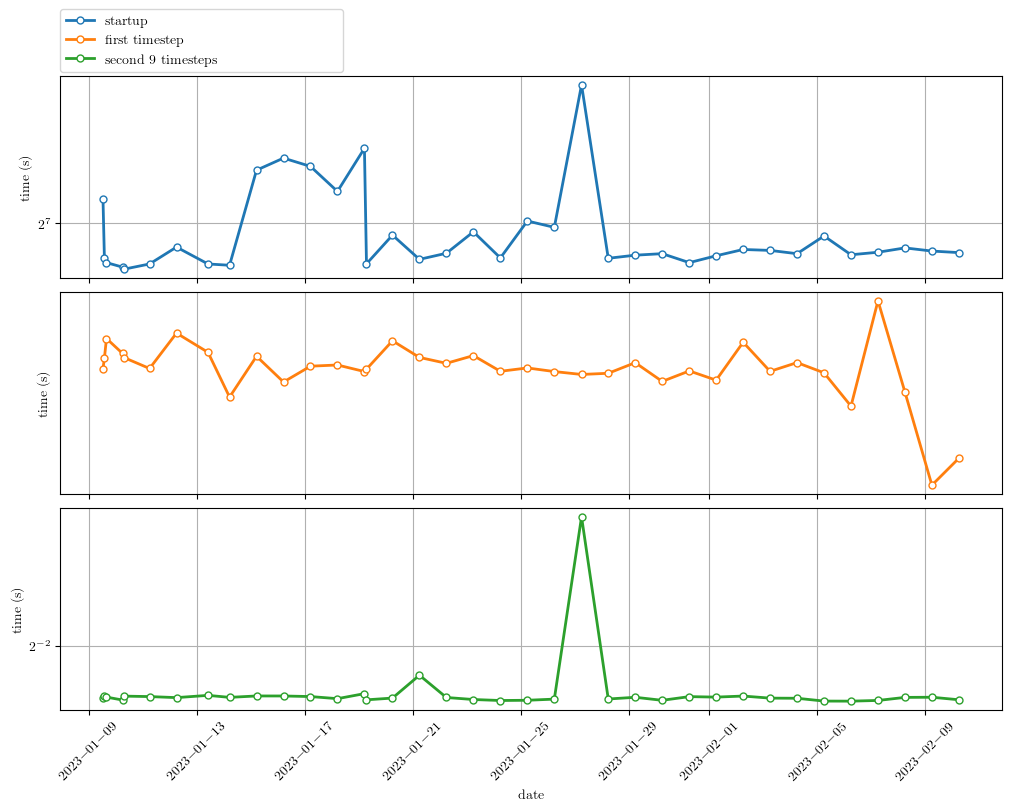 startup
first timestep
second 9 timesteps
time (s)
2⁷
time (s)
time (s)
2⁻²
2023−01−09
2023−01−13
2023−01−17
2023−01−21
2023−01−25
2023−01−29
2023−02−01
2023−02−05
2023−02−09
date